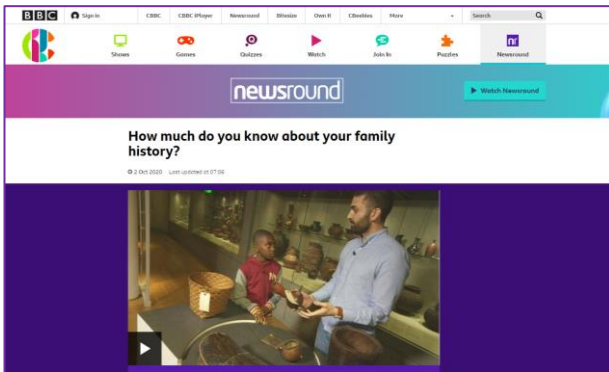 BBC Sign in CBBC CBBC iPlayer Newsround Bitesize Own It CBeebies More Search
Shows Games Quizzes Watch Join In Puzzles Newsround
newsround
Watch Newsround
How much do you know about your family
history?
2 Oct 2020 Last updated at 07:06